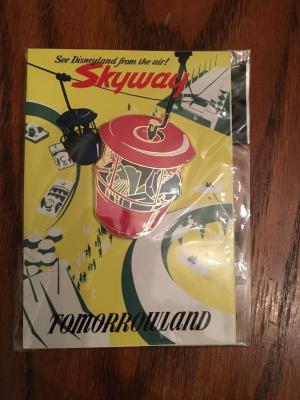 See Disneyland from the air!
Skyway
TOMORROWLAND